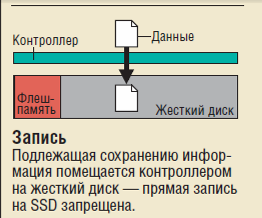 Данные
Контроллер
Флеш-
память
Жесткий диск
Запись
Подлежащая сохранению инфор-
мация помещается контроллером
на жесткий диск — прямая запись
на SSD запрещена.